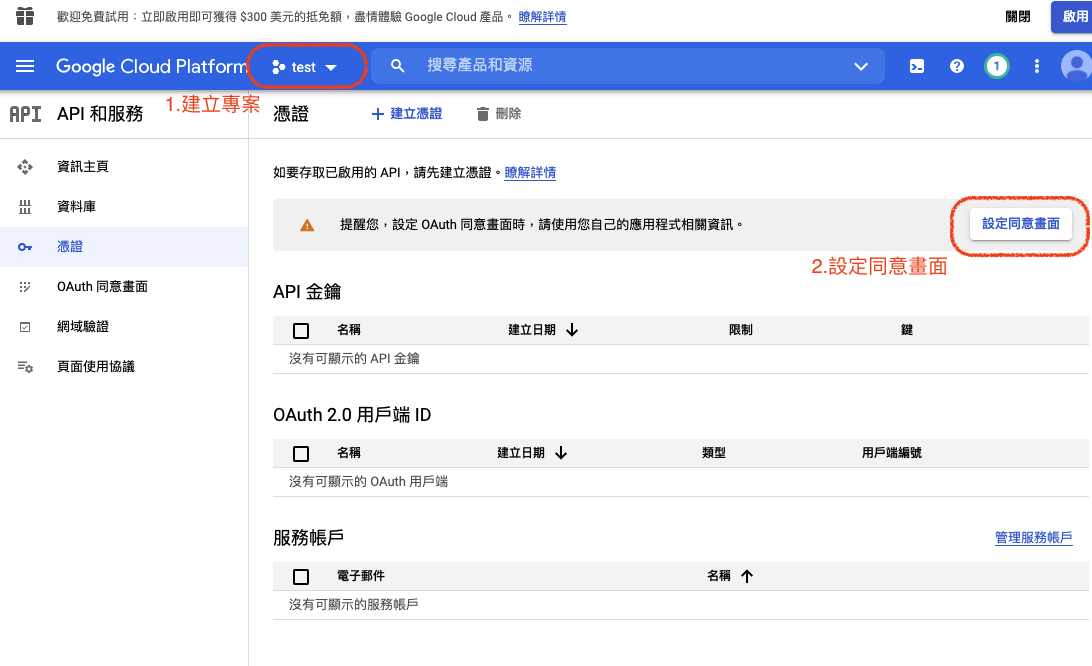 歡迎免費試用：立即啟用即可獲得 $300 美元的抵免額，盡情體驗 Google Cloud 產品。 瞭解詳情 關閉 啟用
Google Cloud Platform test 搜尋產品和資源 1
API API 和服務 1.建立專案 憑證 建立憑證 刪除
資訊主頁
資料庫
憑證
OAuth 同意畫面
網域驗證
頁面使用協議
如要存取已啟用的 API，請先建立憑證。瞭解詳情
提醒您，設定 OAuth 同意畫面時，請使用您自己的應用程式相關資訊。 設定同意畫面
2.設定同意畫面
API 金鑰
名稱 建立日期 限制 鍵
沒有可顯示的 API 金鑰
OAuth 2.0 用戶端 ID
名稱 建立日期 類型 用戶端編號
沒有可顯示的 OAuth 用戶端
服務帳戶 管理服務帳戶
電子郵件 名稱
沒有可顯示的服務帳戶